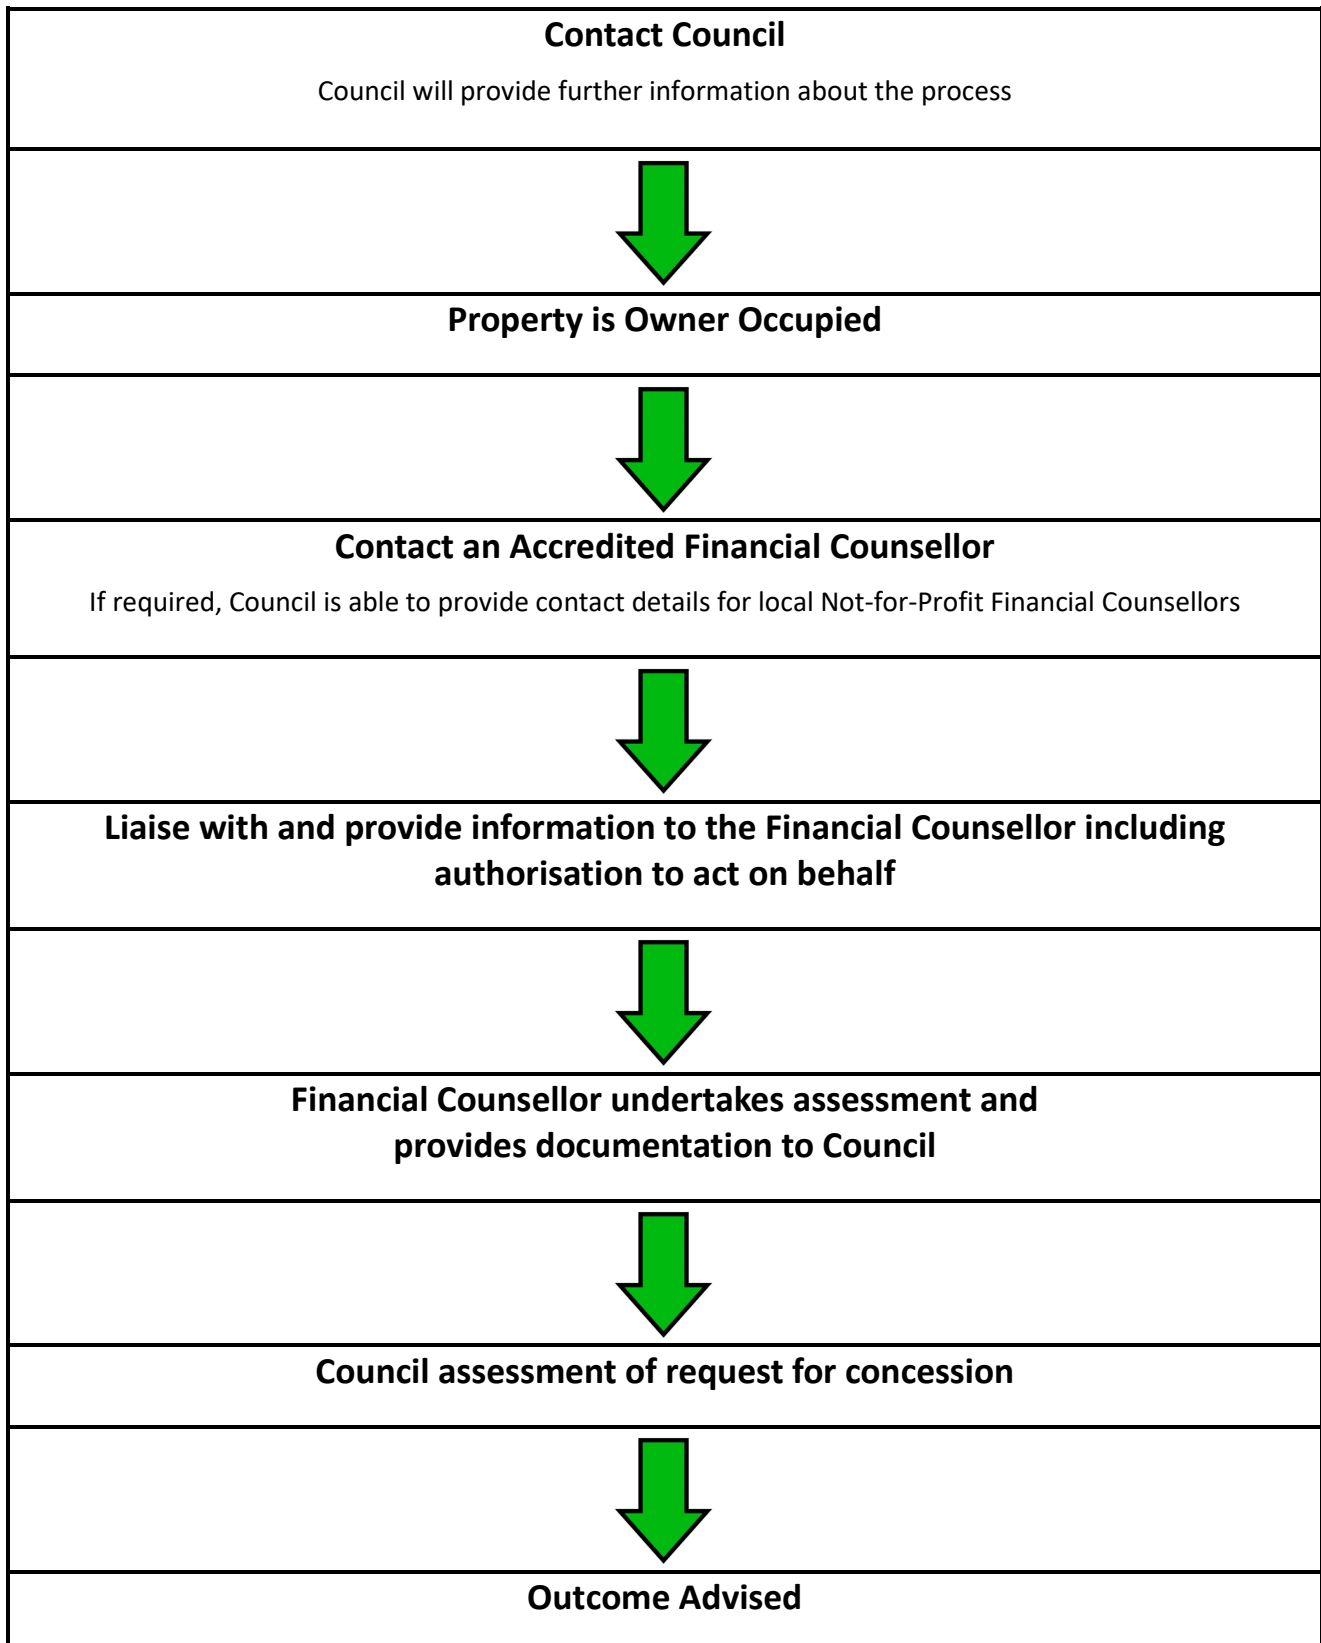 Contact Council
Council will provide further information about the process
Property is Owner Occupied
Contact an Accredited Financial Counsellor
If required, Council is able to provide contact details for local Not-for-Profit Financial Counsellors
Liaise with and provide information to the Financial Counsellor including
authorisation to act on behalf
Financial Counsellor undertakes assessment and
provides documentation to Council
Council assessment of request for concession
Outcome Advised